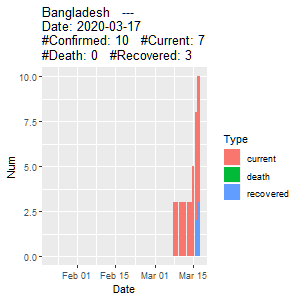 Bangladesh   ---
Date: 2020-03-17
#Confirmed: 10   #Current: 7
#Death: 0   #Recovered: 3
Num
10.0
7.5
5.0
2.5
0.0
Feb 01
Feb 15
Mar 01
Mar 15
Date
Type
current
death
recovered